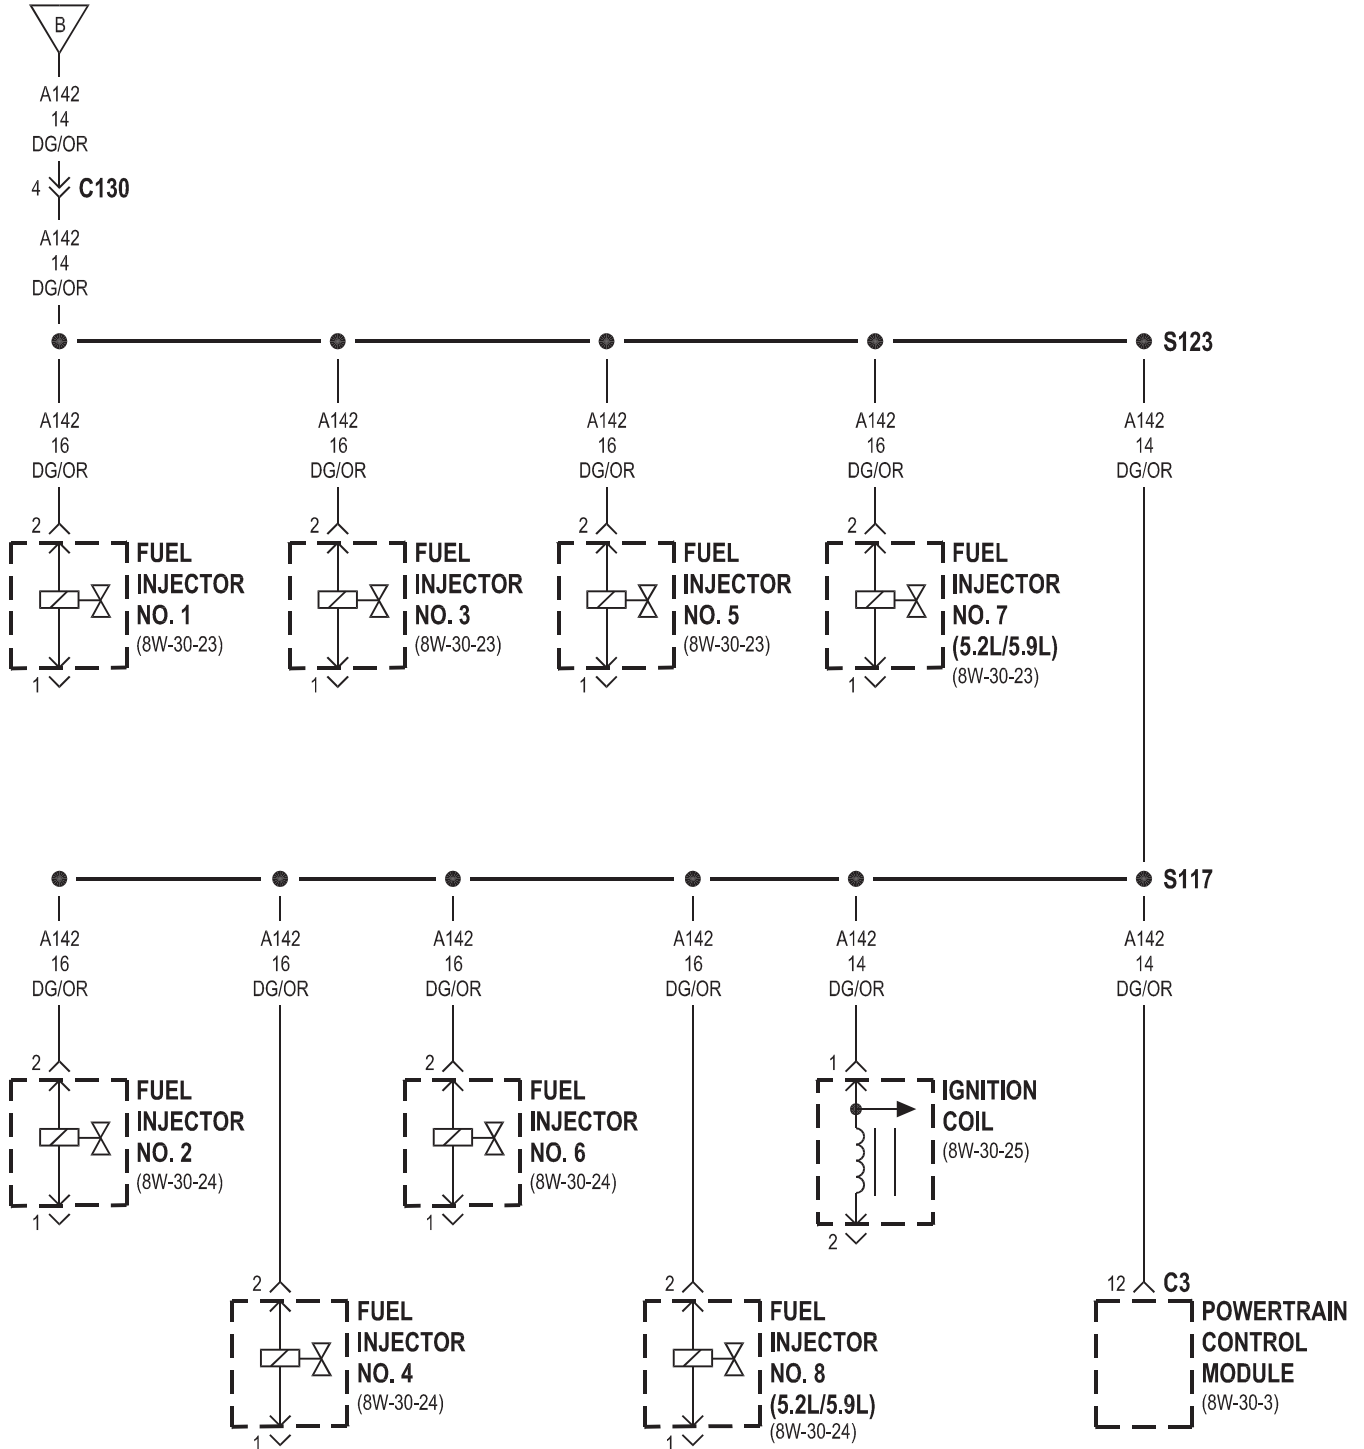 B
A142
14
DG/OR
4 C130
A142
14
DG/OR
S123
A142 A142 A142 A142 A142
16 16 16 16 14
DG/OR DG/OR DG/OR DG/OR DG/OR
2 2 2 2
FUEL
INJECTOR
NO. 1
(8W-30-23)
1
FUEL
INJECTOR
NO. 3
(8W-30-23)
1
FUEL
INJECTOR
NO. 5
(8W-30-23)
1
FUEL
INJECTOR
NO. 7
(5.2L/5.9L)
(8W-30-23)
1
S117
A142 A142 A142 A142 A142 A142
16 16 16 16 14 14
DG/OR DG/OR DG/OR DG/OR DG/OR DG/OR
2
FUEL
INJECTOR
NO. 2
(8W-30-24)
1
2
FUEL
INJECTOR
NO. 6
(8W-30-24)
1
1
IGNITION
COIL
(8W-30-25)
2
2
FUEL
INJECTOR
NO. 4
(8W-30-24)
1
2
FUEL
INJECTOR
NO. 8
(5.2L/5.9L)
(8W-30-24)
1
12 C3
POWERTRAIN
CONTROL
MODULE
(8W-30-3)